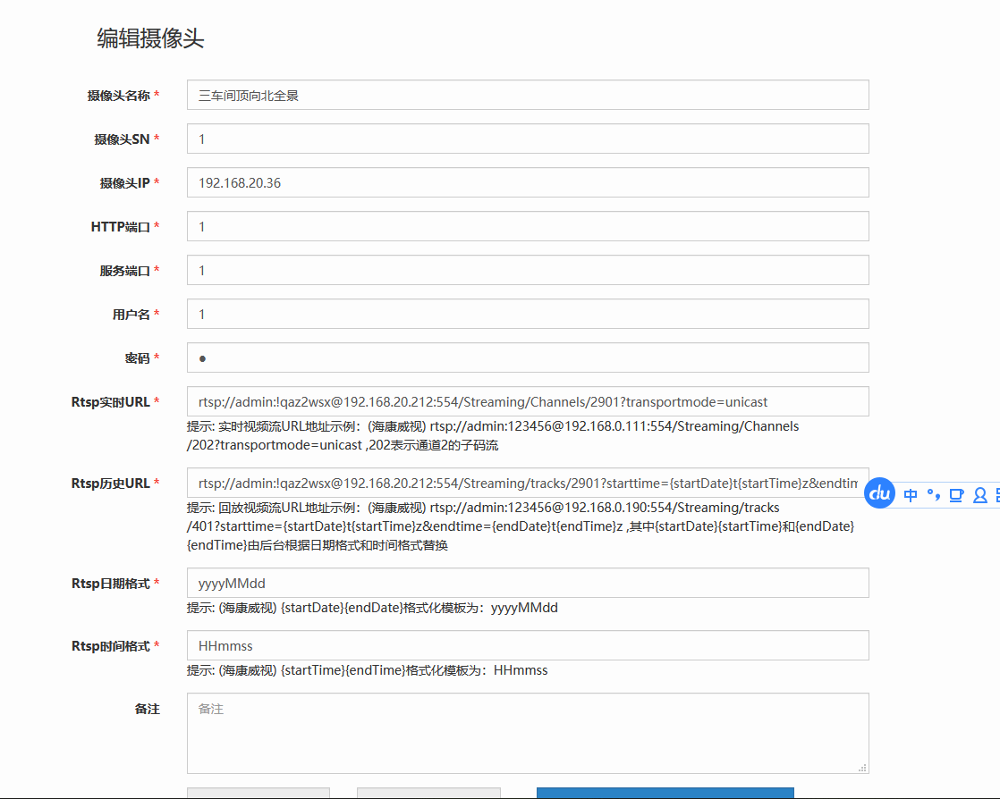 编辑摄像头
摄像头名称 * 三车间顶向北全景
摄像头SN * 1
摄像头IP * 192.168.20.36
HTTP端口 * 1
服务端口 * 1
用户名 * 1
密码 * ●
Rtsp实时URL * rtsp://admin:!qaz2wsx@192.168.20.212:554/Streaming/Channels/2901?transportmode=unicast
提示: 实时视频流URL地址示例：(海康威视) rtsp://admin:123456@192.168.0.111:554/Streaming/Channels
/202?transportmode=unicast ,202表示通道2的子码流
Rtsp历史URL * rtsp://admin:!qaz2wsx@192.168.20.212:554/Streaming/tracks/2901?starttime={startDate}t{startTime}z&endtim
du 中 °,
提示: 回放视频流URL地址示例：(海康威视) rtsp://admin:123456@192.168.0.190:554/Streaming/tracks
/401?starttime={startDate}t{startTime}z&endtime={endDate}t{endTime}z ,其中{startDate}{startTime}和{endDate}
{endTime}由后台根据日期格式和时间格式替换
Rtsp日期格式 * yyyyMMdd
提示: (海康威视) {startDate}{endDate}格式化模板为：yyyyMMdd
Rtsp时间格式 * HHmmss
提示: (海康威视) {startTime}{endTime}格式化模板为：HHmmss
备注 备注